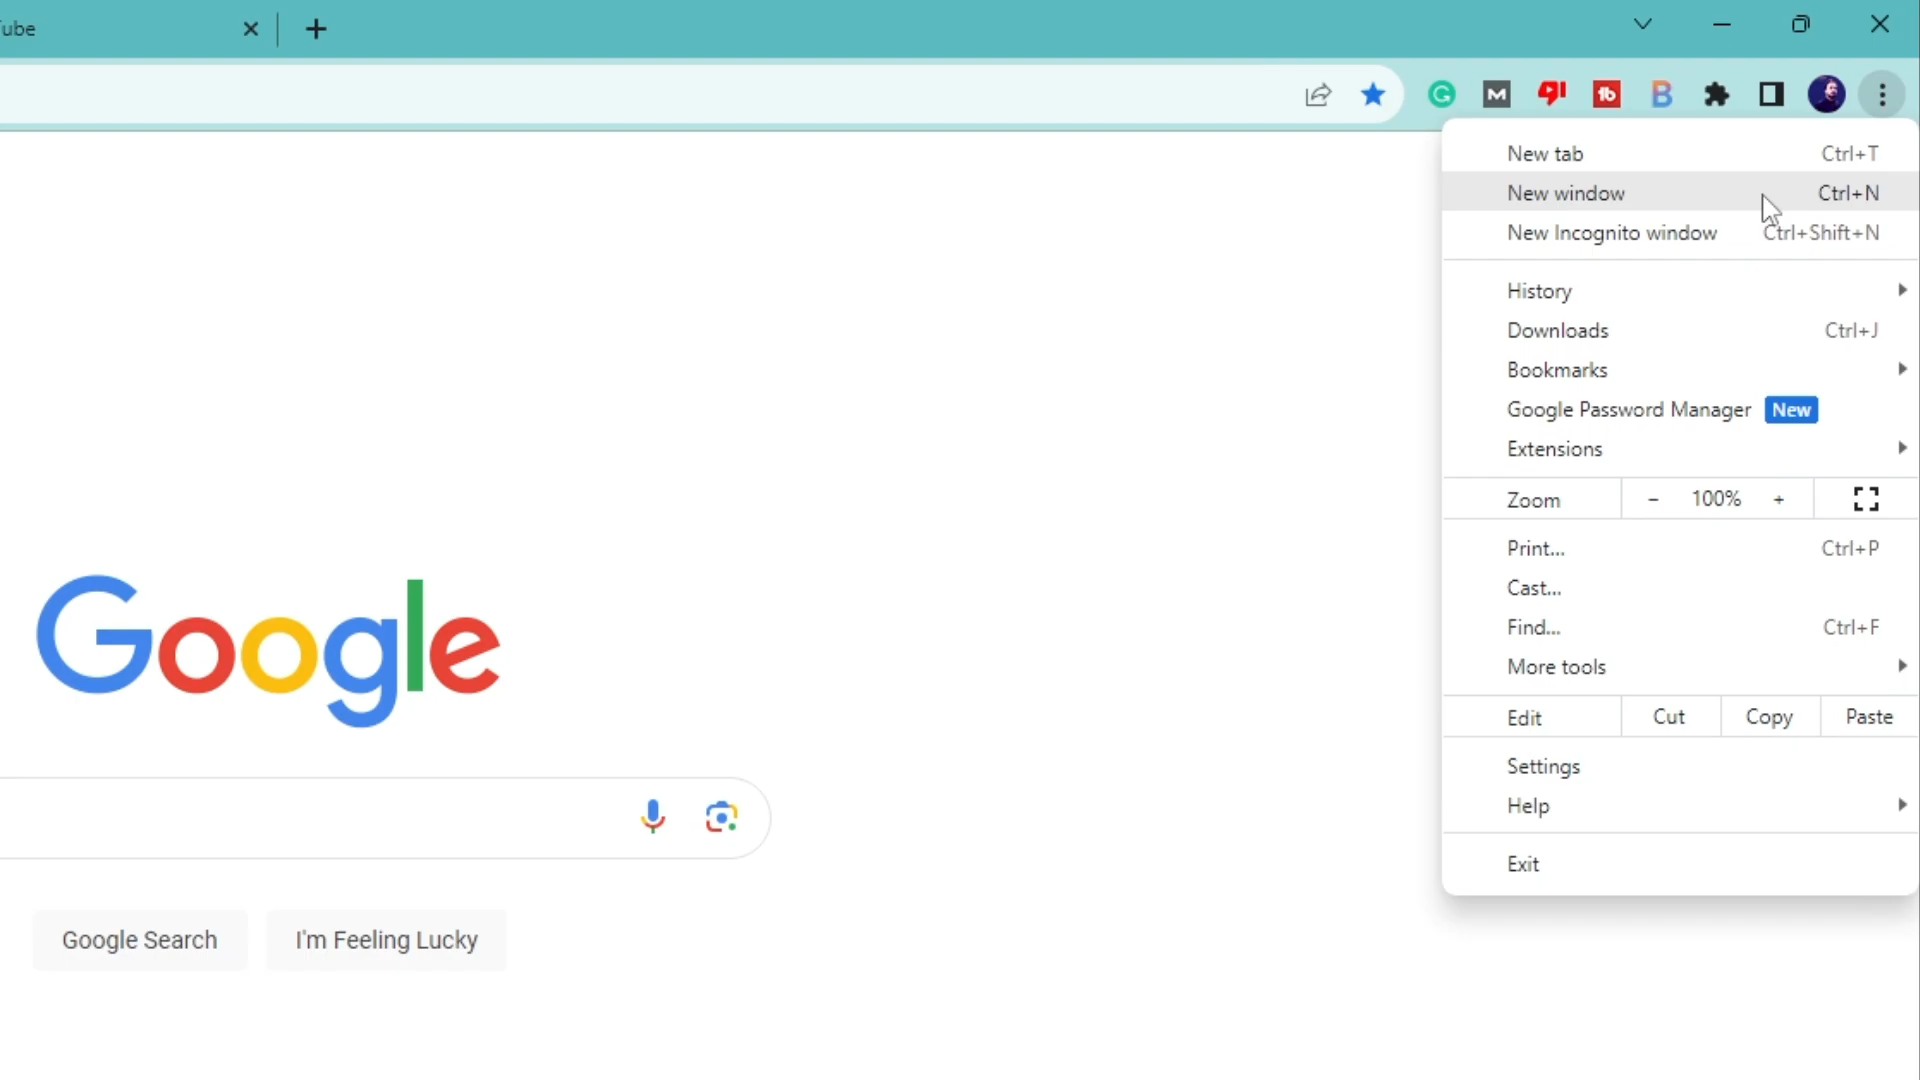 ube
New tab Ctrl+T
New window Ctrl+N
New Incognito window Ctrl+Shift+N
History
Downloads Ctrl+J
Bookmarks
Google Password Manager New
Extensions
Zoom - 100% +
Print... Ctrl+P
Cast...
Find... Ctrl+F
More tools
Edit Cut Copy Paste
Settings
Help
Exit
Google
Google Search I'm Feeling Lucky